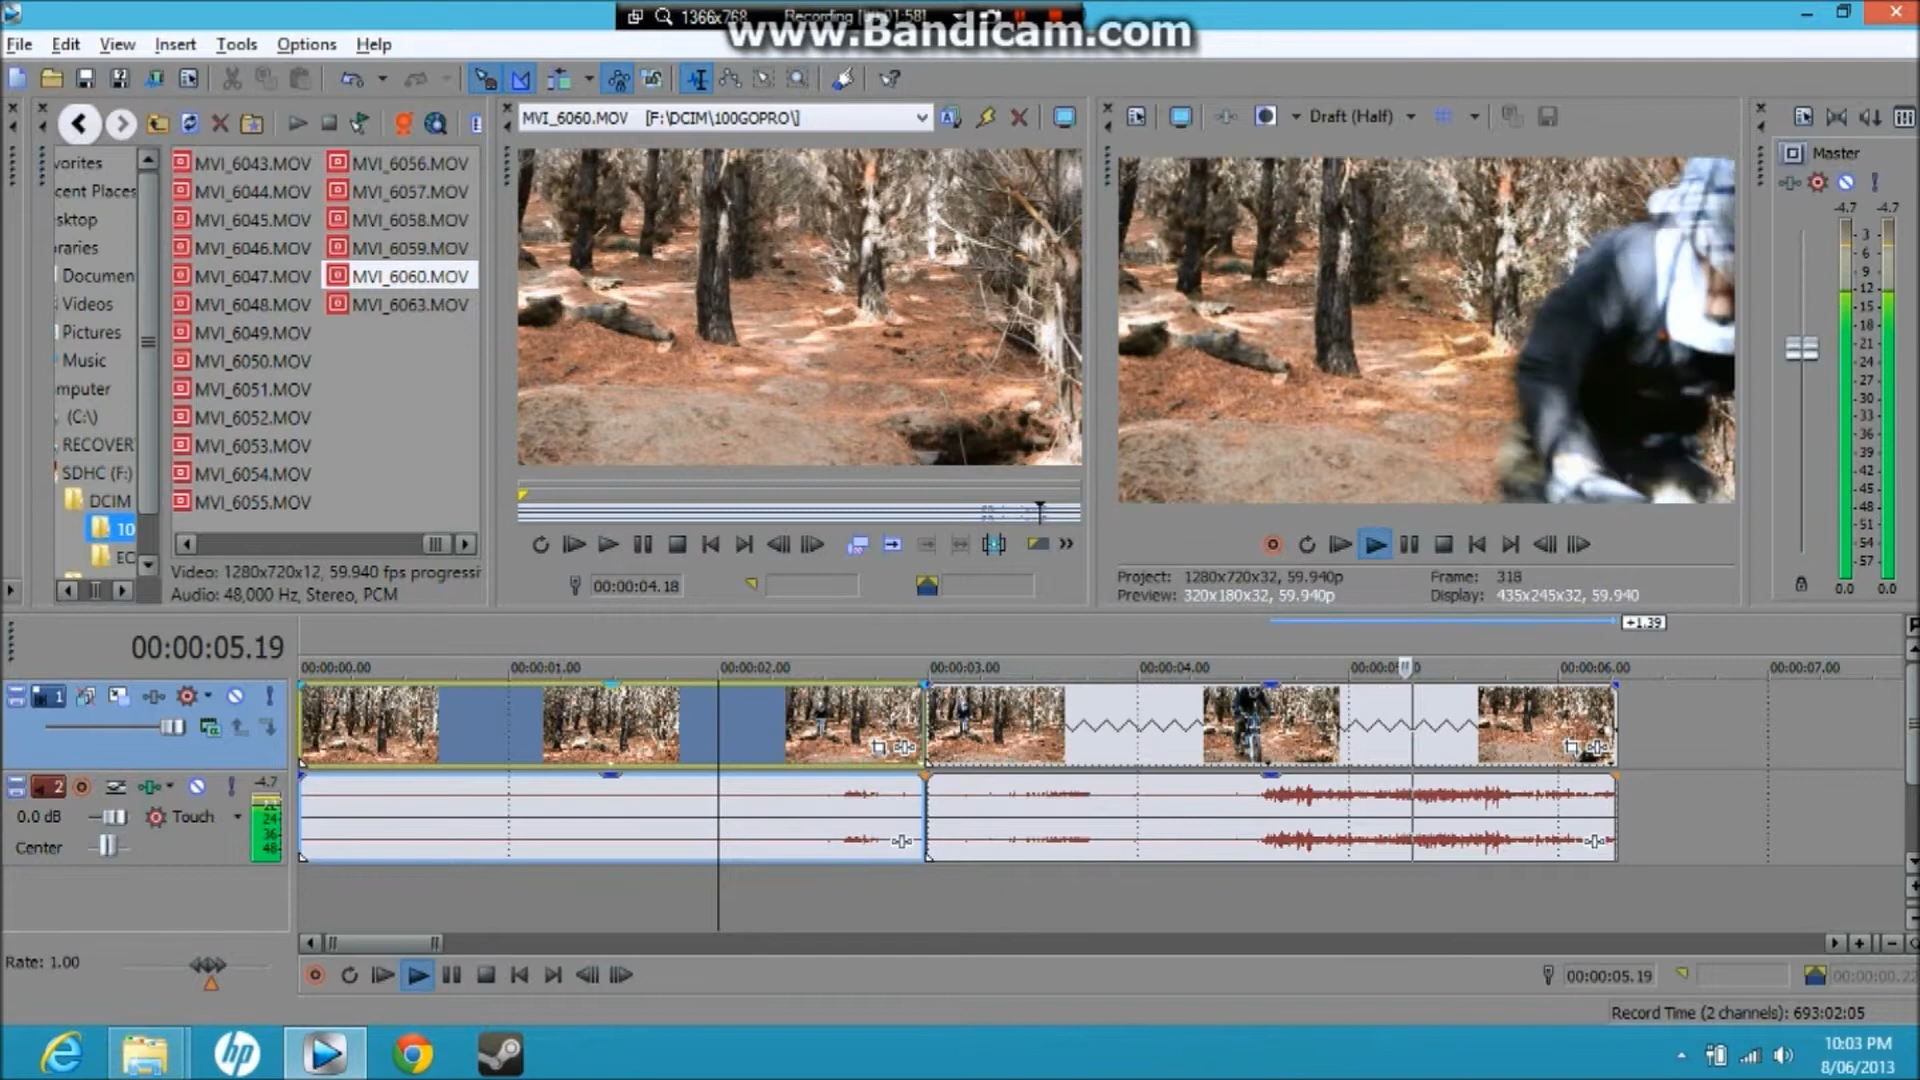 1366x768 Recording [00:01:58]
www.Bandicam.com
File Edit View Insert Tools Options Help
MVI_6060.MOV [F:\DCIM\100GOPRO\]
Draft (Half)
Master
vorites
cent Places
sktop
raries
Documen
Videos
Pictures
Music
mputer
(C:\)
RECOVER
SDHC (F:)
DCIM
10
EC
MVI_6043.MOV
MVI_6044.MOV
MVI_6045.MOV
MVI_6046.MOV
MVI_6047.MOV
MVI_6048.MOV
MVI_6049.MOV
MVI_6050.MOV
MVI_6051.MOV
MVI_6052.MOV
MVI_6053.MOV
MVI_6054.MOV
MVI_6055.MOV
MVI_6056.MOV
MVI_6057.MOV
MVI_6058.MOV
MVI_6059.MOV
MVI_6060.MOV
MVI_6063.MOV
Video: 1280x720x12, 59.940 fps progressi
Audio: 48,000 Hz, Stereo, PCM
00:00:04.18
Project: 1280x720x32, 59.940p
Preview: 320x180x32, 59.940p
Frame: 318
Display: 435x245x32, 59.940
-4.7 -4.7
3
6
9
12
15
18
21
24
27
30
33
36
39
42
45
48
51
54
57
0.0 0.0
+1.39
00:00:05.19
00:00:00.00 00:00:01.00 00:00:02.00 00:00:03.00 00:00:04.00 00:00:06.00 00:00:07.00
1
2
-4.7
0.0 dB
Touch
Center
24
36
48
Rate: 1.00
00:00:05.19
00:00:00.22
Record Time (2 channels): 693:02:05
hp
10:03 PM
8/06/2013